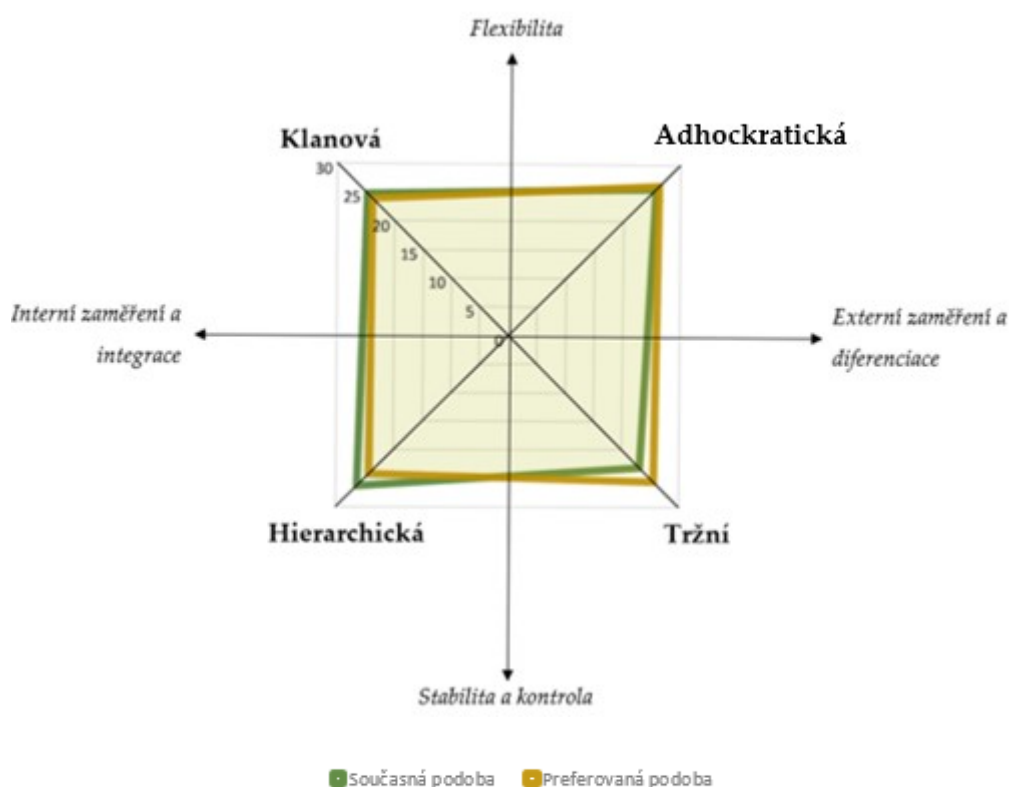 Flexibilita
Klanová
Adhockratická
30
25
20
15
10
5
0
Interní zaměření a
integrace
Externí zaměření a
diferenciace
Hierarchická
Tržní
Stabilita a kontrola
Současná podoba
Preferovaná podoba